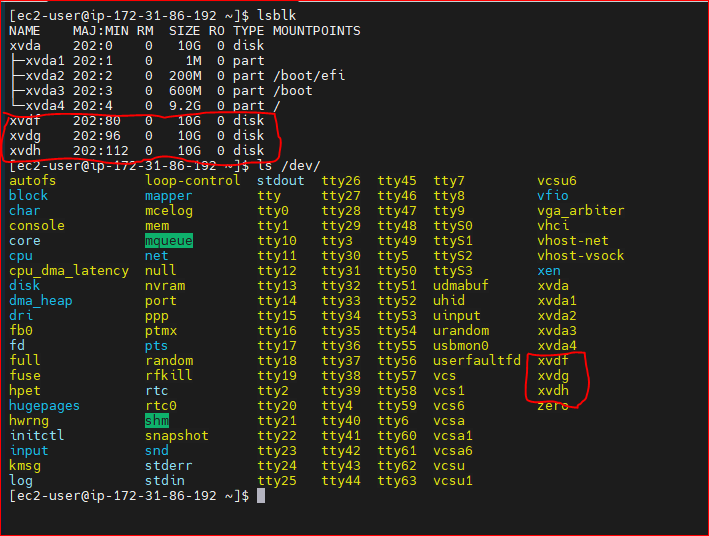 [ec2-user@ip-172-31-86-192 ~]$ lsblk
NAME    MAJ:MIN RM  SIZE RO TYPE MOUNTPOINTS
xvda    202:0    0   10G  0 disk
├─xvda1 202:1    0    1M  0 part
├─xvda2 202:2    0  200M  0 part /boot/efi
├─xvda3 202:3    0  600M  0 part /boot
└─xvda4 202:4    0  9.2G  0 part /
xvdf    202:80   0   10G  0 disk
xvdg    202:96   0   10G  0 disk
xvdh    202:112  0   10G  0 disk
[ec2-user@ip-172-31-86-192 ~]$ ls /dev/
autofs           loop-control  stdout  tty26  tty45  tty7         vcsu6
block            mapper        tty     tty27  tty46  tty8         vfio
char             mcelog        tty0    tty28  tty47  tty9         vga_arbiter
console          mem           tty1    tty29  tty48  ttyS0        vhci
core             mqueue        tty10   tty3   tty49  ttyS1        vhost-net
cpu              net           tty11   tty30  tty5   ttyS2        vhost-vsock
cpu_dma_latency  null          tty12   tty31  tty50  ttyS3        xen
disk             nvram         tty13   tty32  tty51  udmabuf      xvda
dma_heap         port          tty14   tty33  tty52  uhid         xvda1
dri              ppp           tty15   tty34  tty53  uinput       xvda2
fb0              ptmx          tty16   tty35  tty54  urandom      xvda3
fd               pts           tty17   tty36  tty55  usbmon0      xvda4
full             random        tty18   tty37  tty56  userfaultfd  xvdf
fuse             rfkill        tty19   tty38  tty57  vcs          xvdg
hpet             rtc           tty2    tty39  tty58  vcs1         xvdh
hugepages        rtc0          tty20   tty4   tty59  vcs6         zero
hwrng            shm           tty21   tty40  tty6   vcsa
initctl          snapshot      tty22   tty41  tty60  vcsa1
input            snd           tty23   tty42  tty61  vcsa6
kmsg             stderr        tty24   tty43  tty62  vcsu
log              stdin         tty25   tty44  tty63  vcsu1
[ec2-user@ip-172-31-86-192 ~]$